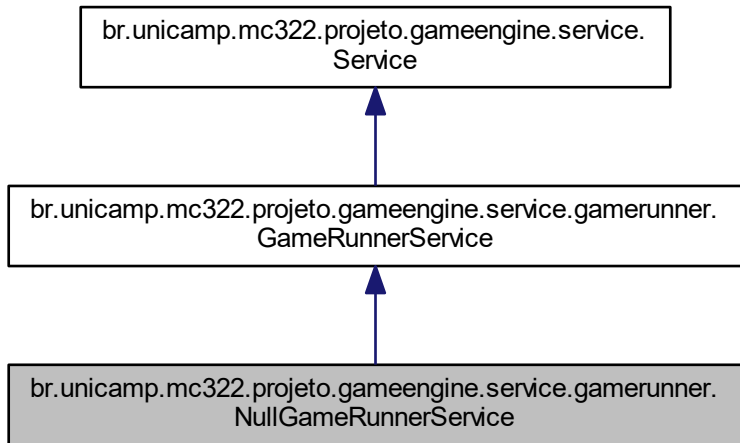 br.unicamp.mc322.projeto.gameengine.service.
Service
br.unicamp.mc322.projeto.gameengine.service.gamerunner.
GameRunnerService
br.unicamp.mc322.projeto.gameengine.service.gamerunner.
NullGameRunnerService